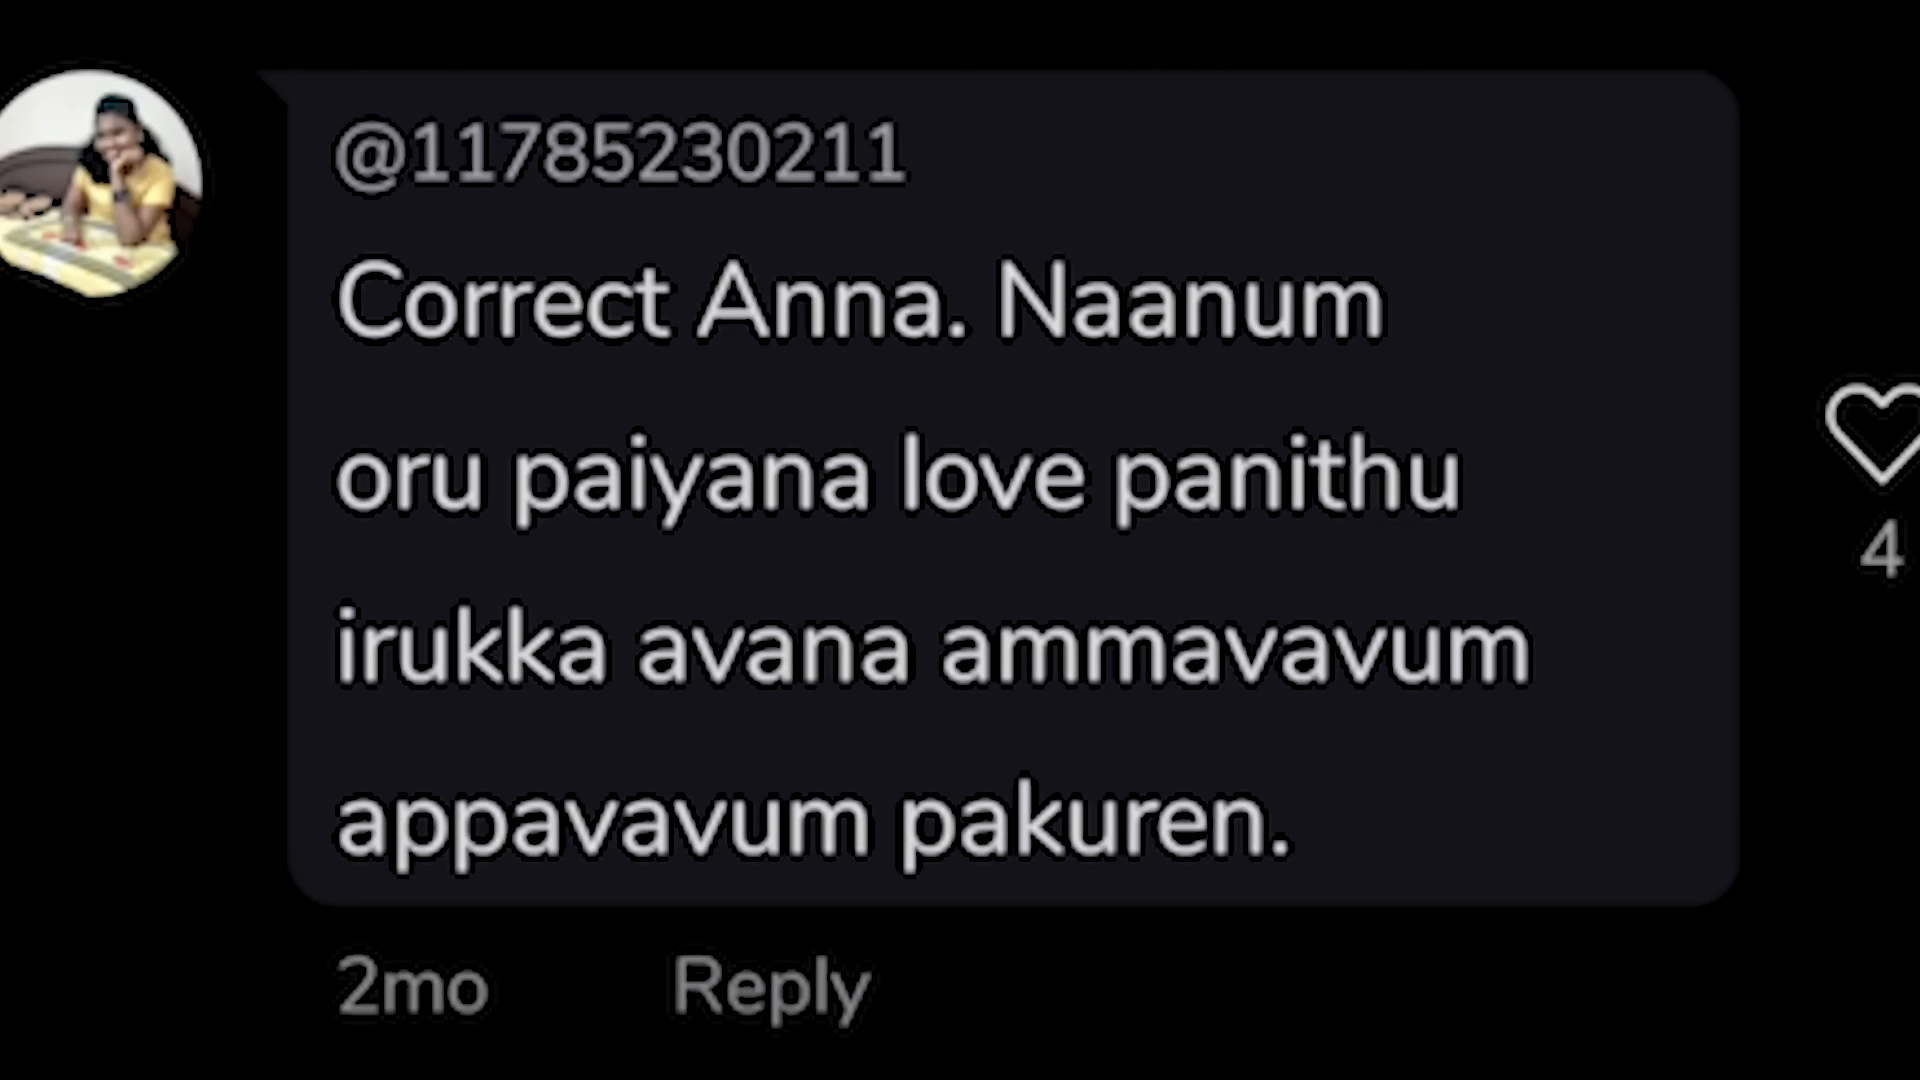 @11785230211
Correct Anna. Naanum
oru paiyana love panithu
irukka avana ammavavum
appavavum pakuren.
4
2mo Reply